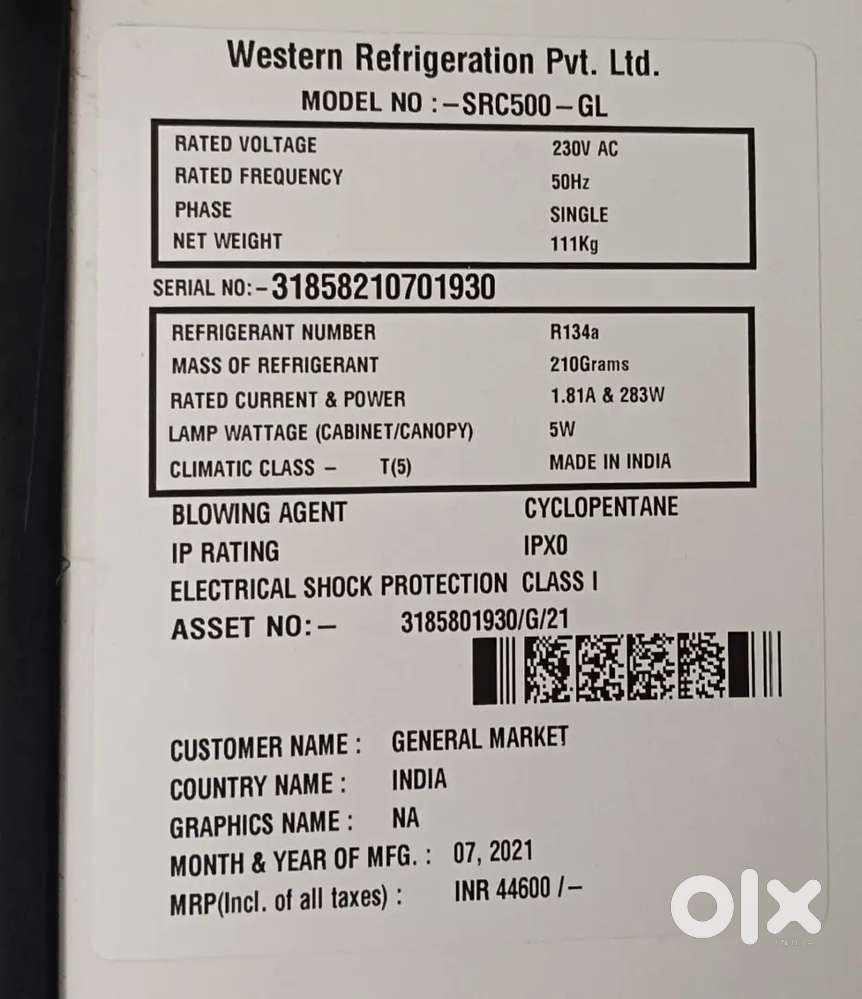 Western Refrigeration Pvt. Ltd.
MODEL NO :-SRC500-GL
RATED VOLTAGE 230V AC
RATED FREQUENCY 50Hz
PHASE SINGLE
NET WEIGHT 111Kg
SERIAL NO:-31858210701930
REFRIGERANT NUMBER R134a
MASS OF REFRIGERANT 210Grams
RATED CURRENT & POWER 1.81A & 283W
LAMP WATTAGE (CABINET/CANOPY) 5W
CLIMATIC CLASS - T(5) MADE IN INDIA
BLOWING AGENT CYCLOPENTANE
IP RATING IPX0
ELECTRICAL SHOCK PROTECTION CLASS I
ASSET NO:- 3185801930/G/21
CUSTOMER NAME : GENERAL MARKET
COUNTRY NAME : INDIA
GRAPHICS NAME : NA
MONTH & YEAR OF MFG. : 07, 2021
MRP(Incl. of all taxes) : INR 44600 /-
olx
INDIA